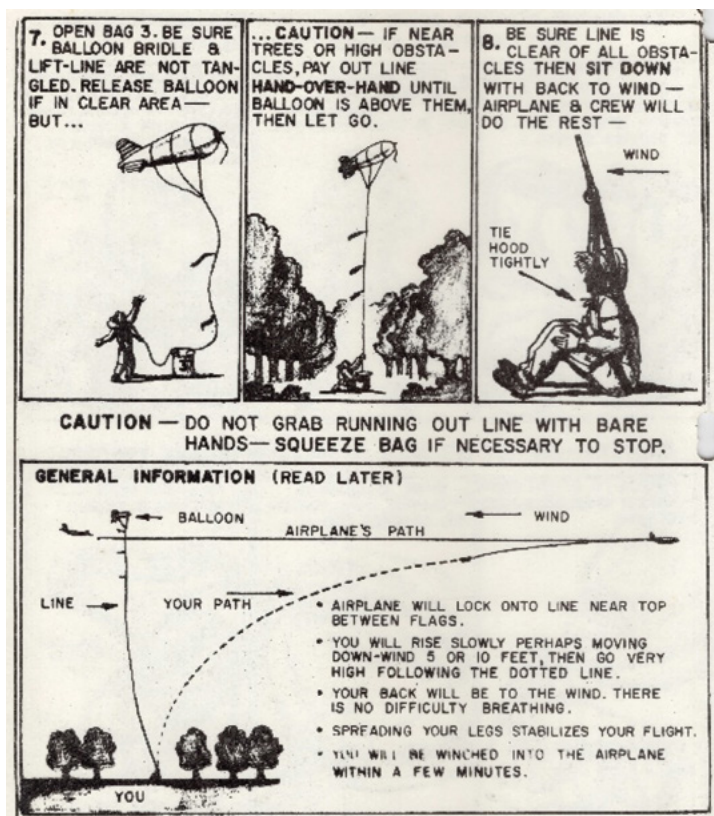 7. OPEN BAG 3. BE SURE
BALLOON BRIDLE &
LIFT-LINE ARE NOT TAN-
GLED. RELEASE BALLOON
IF IN CLEAR AREA —
BUT...
3
...CAUTION — IF NEAR
TREES OR HIGH OBSTA-
CLES, PAY OUT LINE
HAND-OVER-HAND UNTIL
BALLOON IS ABOVE THEM,
THEN LET GO.
8. BE SURE LINE IS
CLEAR OF ALL OBSTA-
CLES THEN SIT DOWN
WITH BACK TO WIND —
AIRPLANE & CREW WILL
DO THE REST —
WIND
TIE
HOOD
TIGHTLY
CAUTION — DO NOT GRAB RUNNING OUT LINE WITH BARE
HANDS — SQUEEZE BAG IF NECESSARY TO STOP.
GENERAL INFORMATION (READ LATER)
BALLOON
WIND
AIRPLANE'S PATH
LINE
YOUR PATH
• AIRPLANE WILL LOCK ONTO LINE NEAR TOP
BETWEEN FLAGS.
• YOU WILL RISE SLOWLY PERHAPS MOVING
DOWN-WIND 5 OR 10 FEET, THEN GO VERY
HIGH FOLLOWING THE DOTTED LINE.
• YOUR BACK WILL BE TO THE WIND. THERE
IS NO DIFFICULTY BREATHING.
• SPREADING YOUR LEGS STABILIZES YOUR FLIGHT.
• YOU WILL BE WINCHED INTO THE AIRPLANE
WITHIN A FEW MINUTES.
YOU